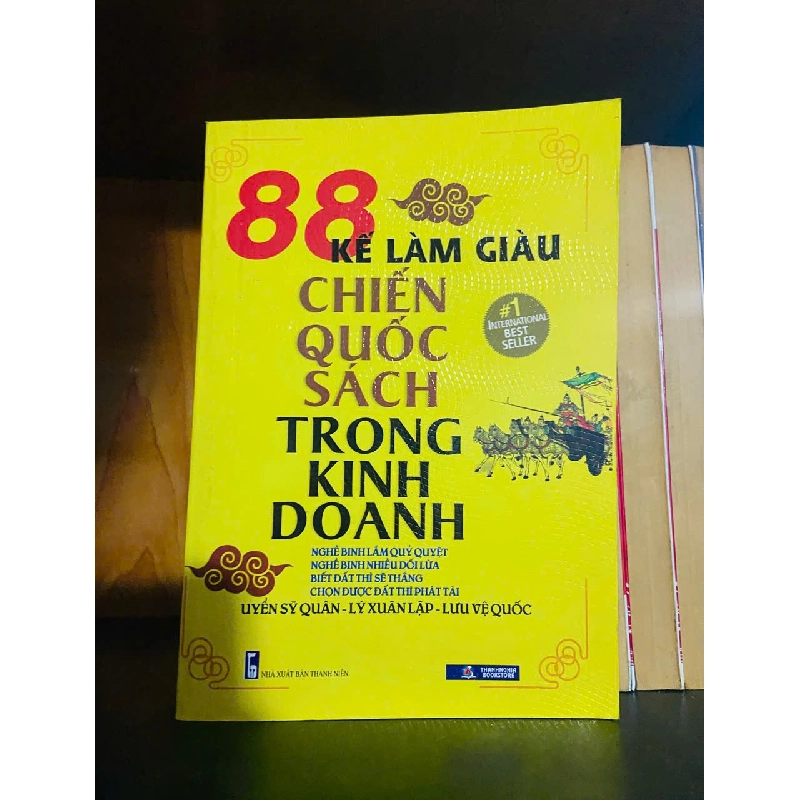 88
KẾ LÀM GIÀU
CHIẾN
QUỐC
SÁCH
#1
INTERNATIONAL
BEST
SELLER
TRONG
KINH
DOANH
NGHỀ BINH LẮM QUỶ QUYỆT
NGHỀ BINH NHIỀU DỐI LỪA
BIẾT ĐẤT THÌ SẼ THẮNG
CHỌN ĐƯỢC ĐẤT THÌ PHÁT TÀI
UYỂN SỸ QUÂN - LÝ XUÂN LẬP - LƯU VỆ QUỐC
NHÀ XUẤT BẢN THANH NIÊN
THANHNGHIA
BOOKSTORE